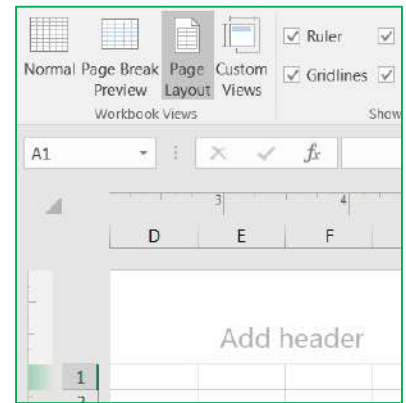 Normal Page Break Page Custom
Preview Layout Views
Ruler
Gridlines
Workbook Views
Show
A1
fx
3 4
D E F
Add header
1
2